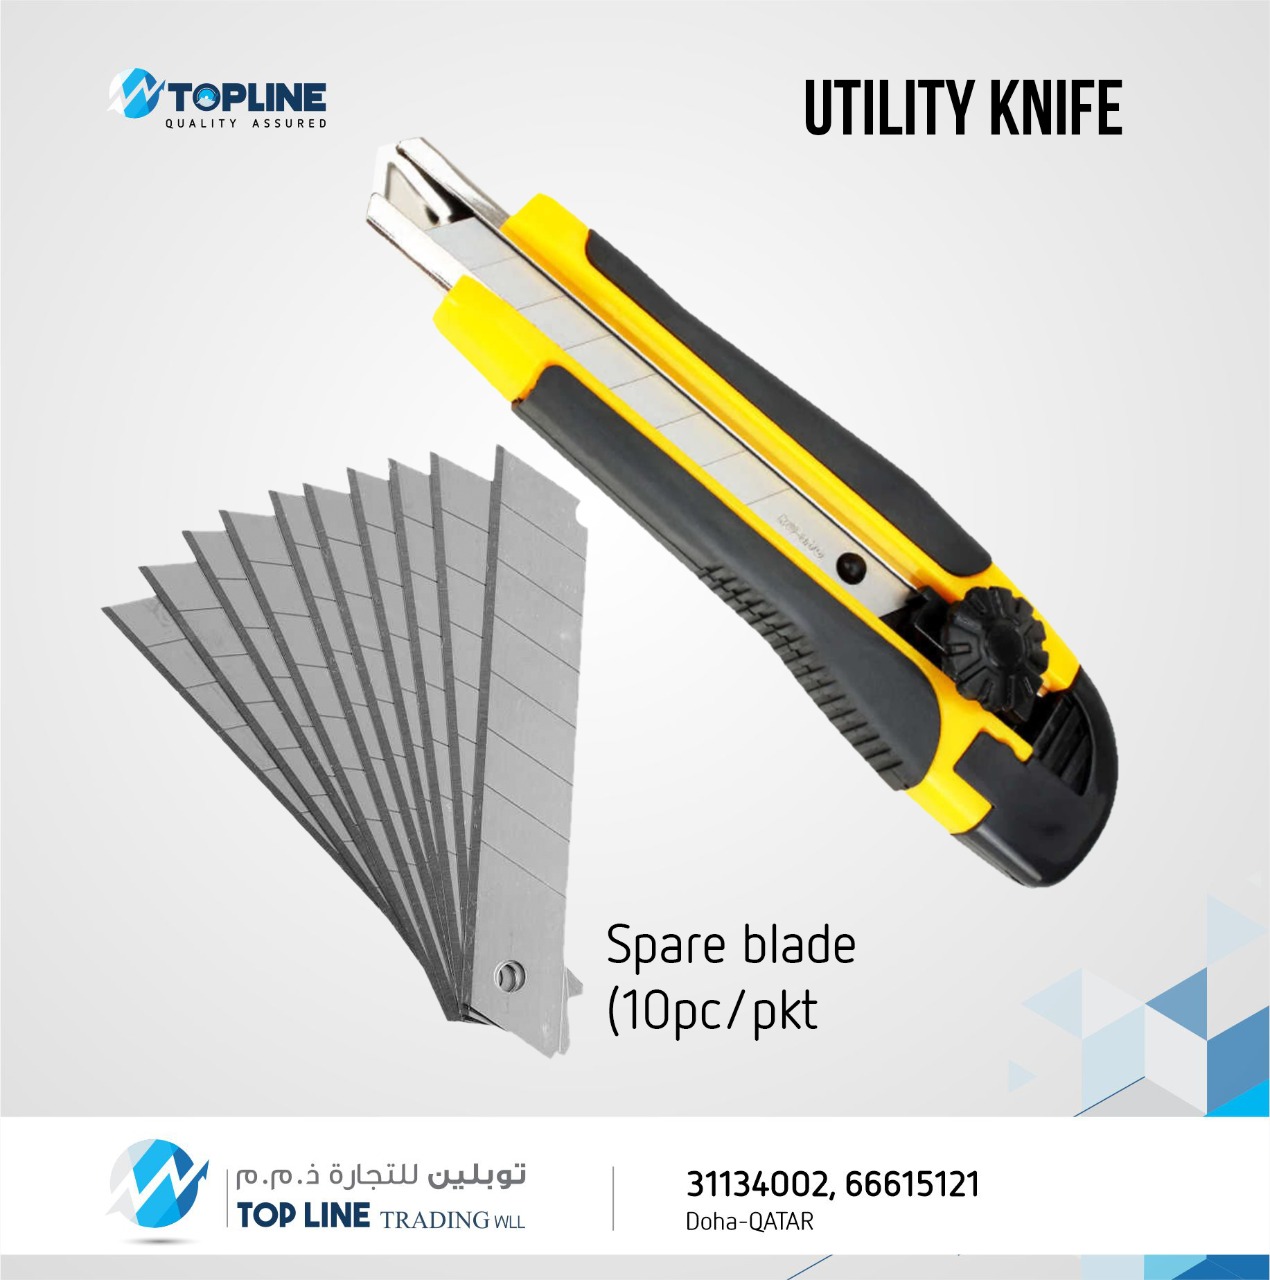 TOPLINE
QUALITY ASSURED
UTILITY KNIFE
Spare blade
(10pc/pkt
توبلين للتجارة ذ.م.م
TOP LINE TRADING WLL
31134002, 66615121
Doha-QATAR